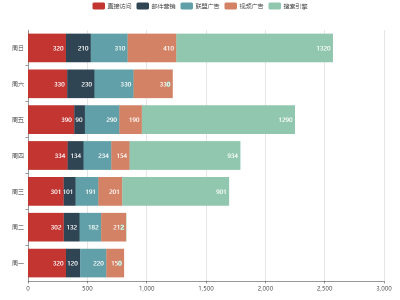 直接访问 邮件营销 联盟广告 视频广告 搜索引擎
周日 320 210 310 410 1320
周六 330 230 330 330
周五 390 90 290 190 1290
周四 334 134 234 154 934
周三 301 101 191 201 901
周二 302 132 182 212
周一 320 120 220 150
0 500 1,000 1,500 2,000 2,500 3,000